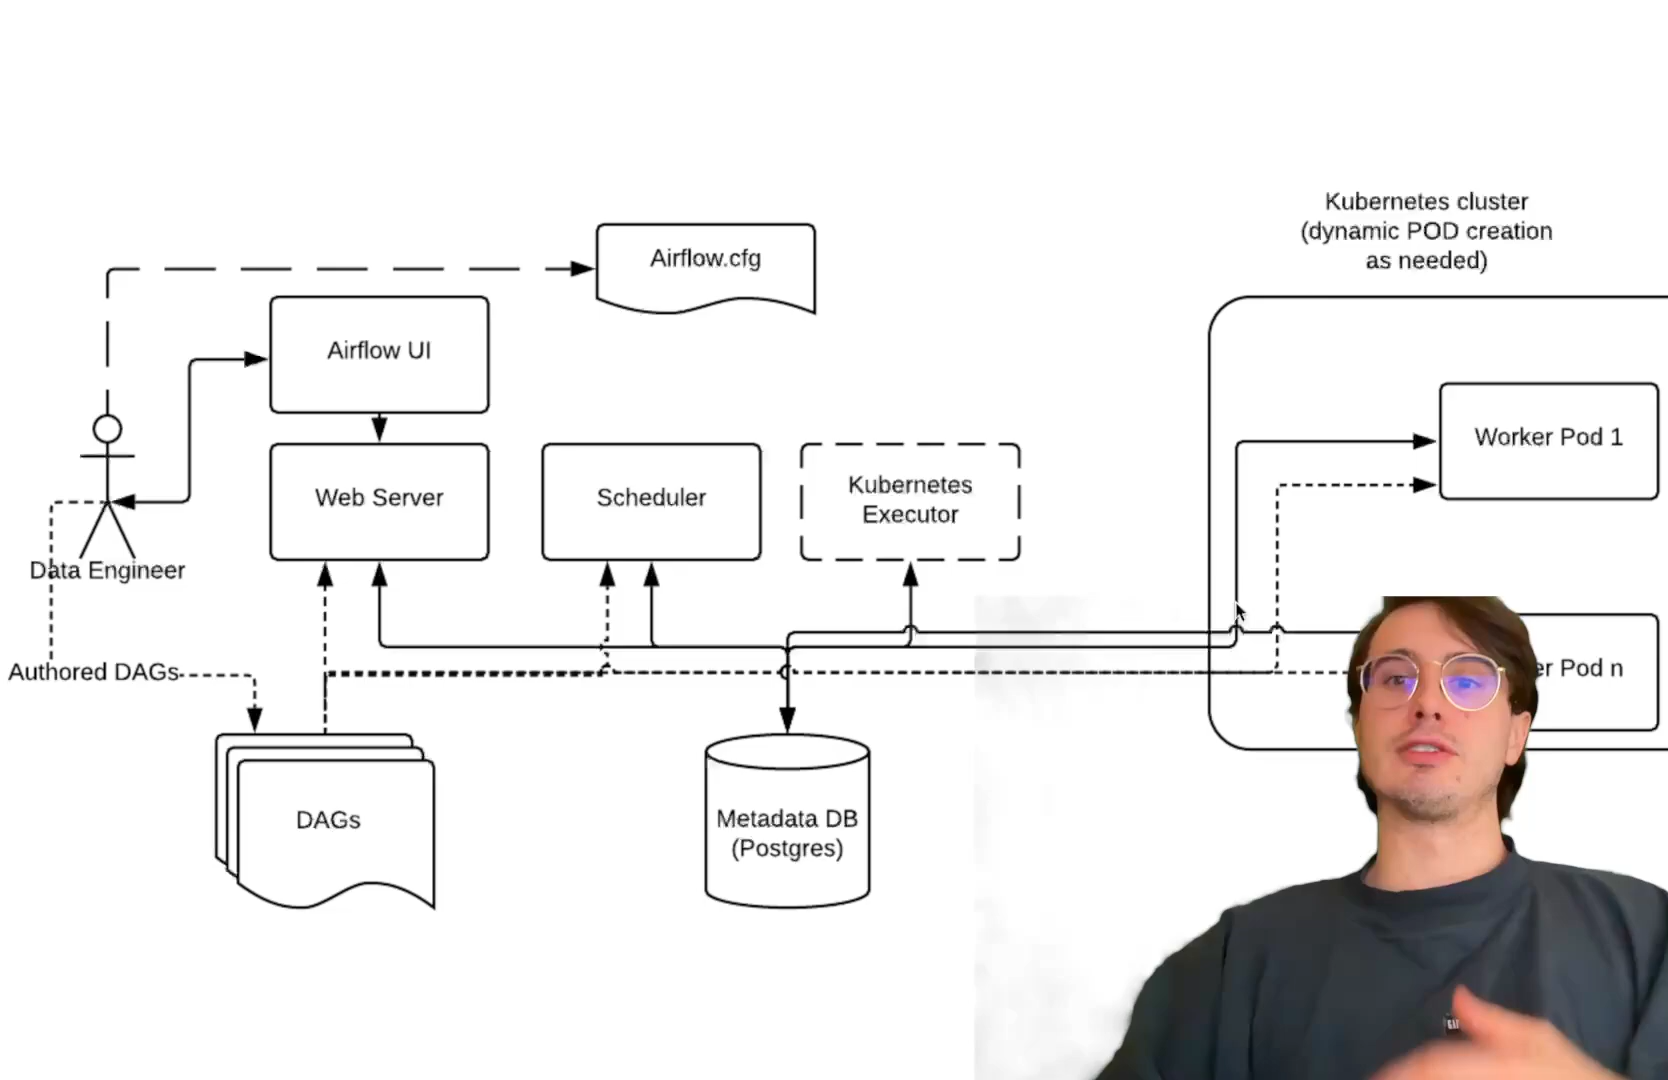 Kubernetes cluster
(dynamic POD creation
as needed)
Airflow.cfg
Airflow UI
Worker Pod 1
Web Server
Scheduler
Kubernetes
Executor
Data Engineer
Authored DAGs
Pod n
DAGs
Metadata DB
(Postgres)